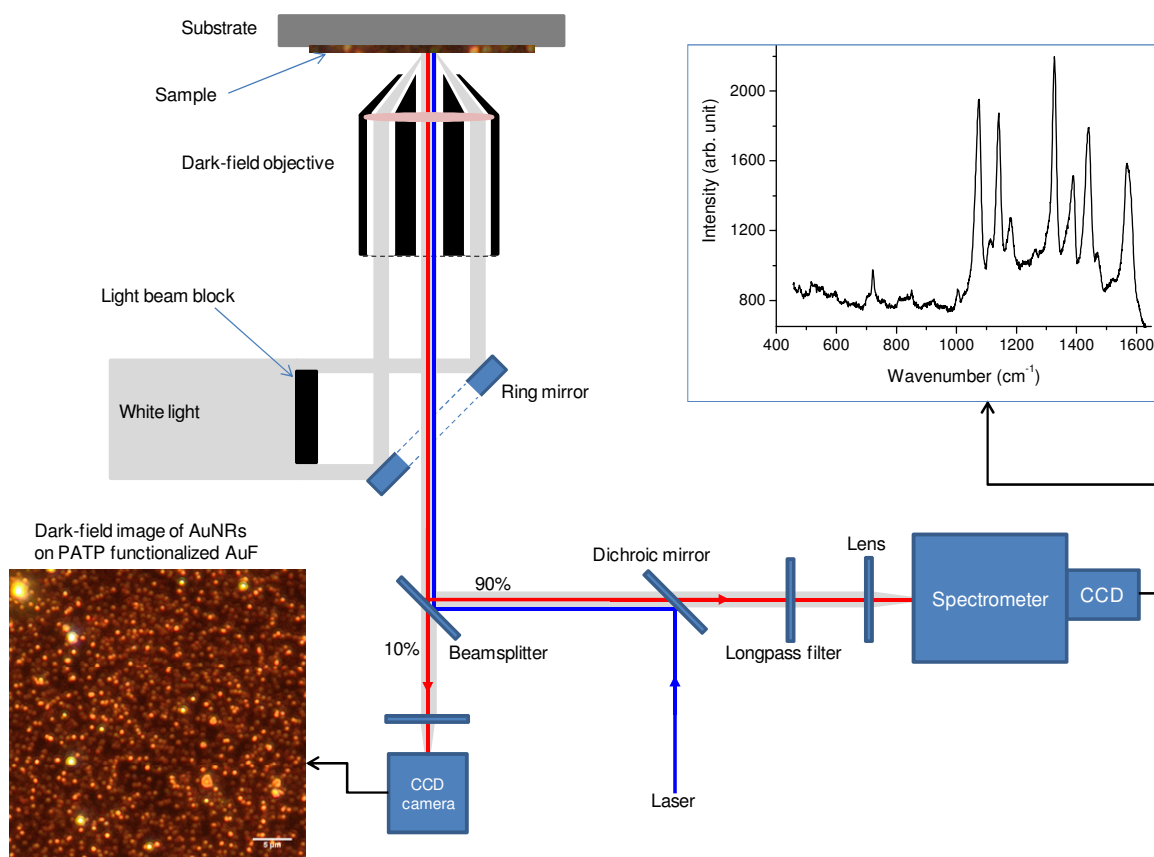 Substrate
Sample
Dark-field objective
Light beam block
White light
Ring mirror
Intensity (arb. unit)
2000
1600
1200
800
400
600
800
1000
1200
1400
1600
Wavenumber (cm⁻¹)
Dark-field image of AuNRs
on PATP functionalized AuF
5 μm
90%
10%
Beamsplitter
Dichroic mirror
Longpass filter
Lens
Spectrometer
CCD
CCD
camera
Laser